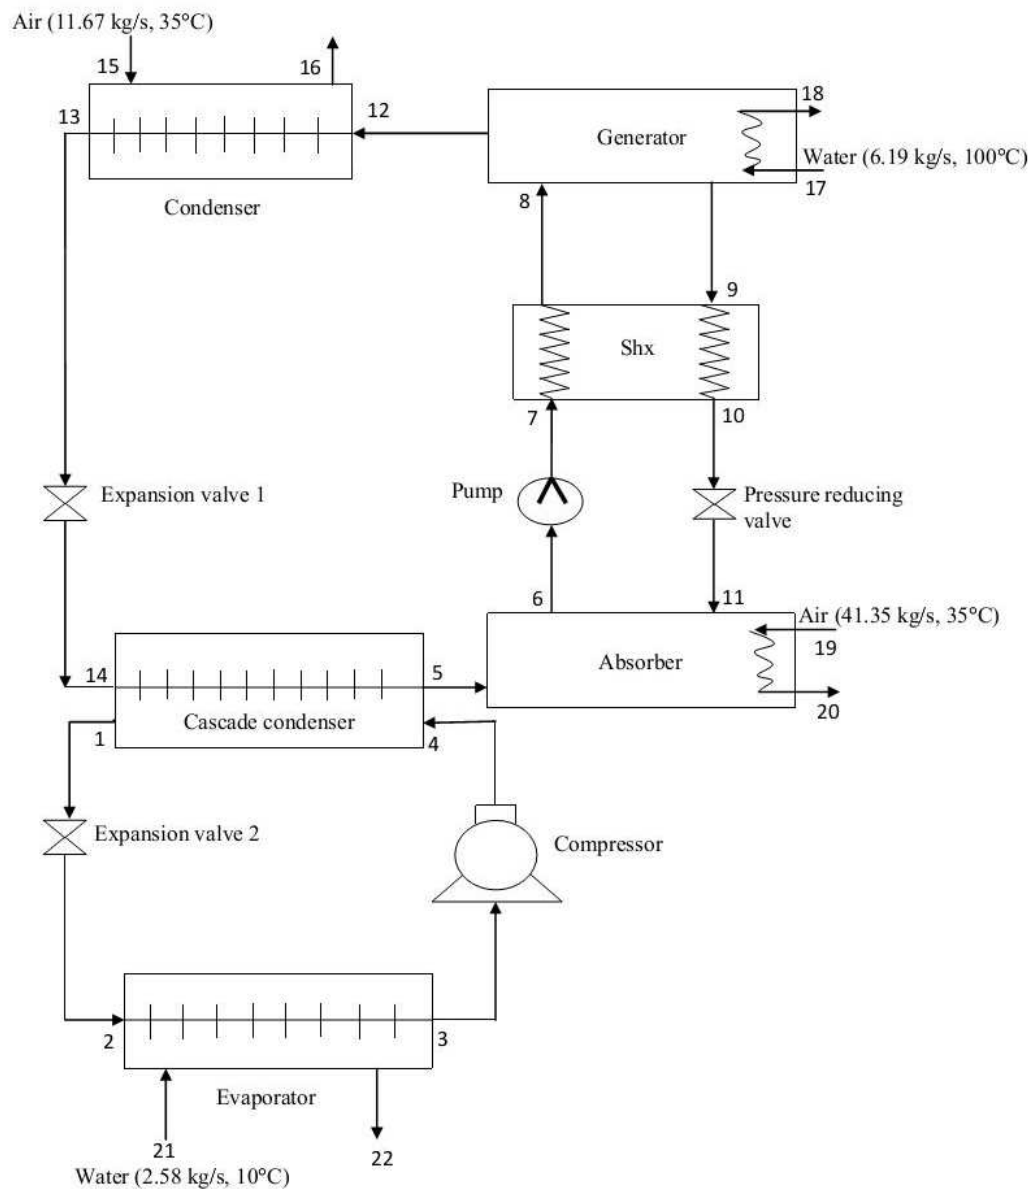 Air (11.67 kg/s, 35°C)
15
16
13
12
18
Generator
Water (6.19 kg/s, 100°C)
17
Condenser
8
9
Shx
7
10
Expansion valve 1
Pump
Pressure reducing
valve
6
11
Air (41.35 kg/s, 35°C)
19
14
5
Absorber
20
Cascade condenser
1
4
Expansion valve 2
Compressor
2
3
Evaporator
21
22
Water (2.58 kg/s, 10°C)